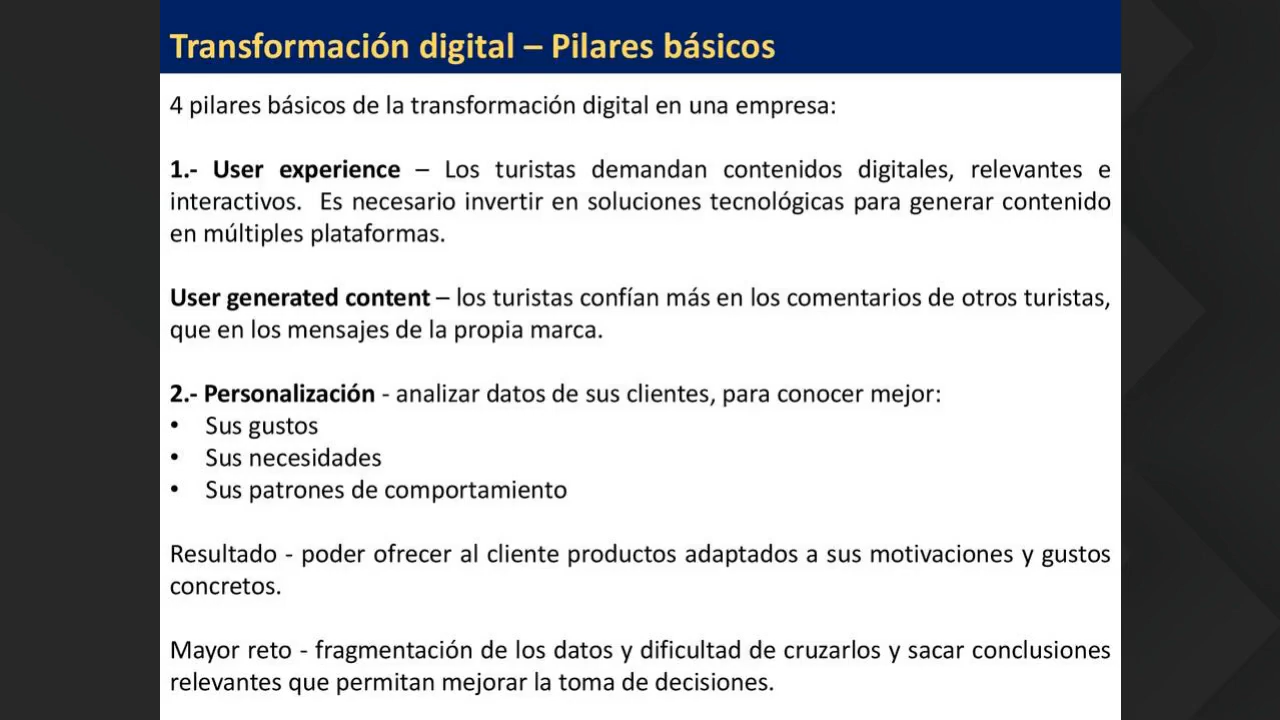 Transformación digital – Pilares básicos
4 pilares básicos de la transformación digital en una empresa:
1.- User experience – Los turistas demandan contenidos digitales, relevantes e
interactivos. Es necesario invertir en soluciones tecnológicas para generar contenido
en múltiples plataformas.
User generated content – los turistas confían más en los comentarios de otros turistas,
que en los mensajes de la propia marca.
2.- Personalización - analizar datos de sus clientes, para conocer mejor:
• Sus gustos
• Sus necesidades
• Sus patrones de comportamiento
Resultado - poder ofrecer al cliente productos adaptados a sus motivaciones y gustos
concretos.
Mayor reto - fragmentación de los datos y dificultad de cruzarlos y sacar conclusiones
relevantes que permitan mejorar la toma de decisiones.